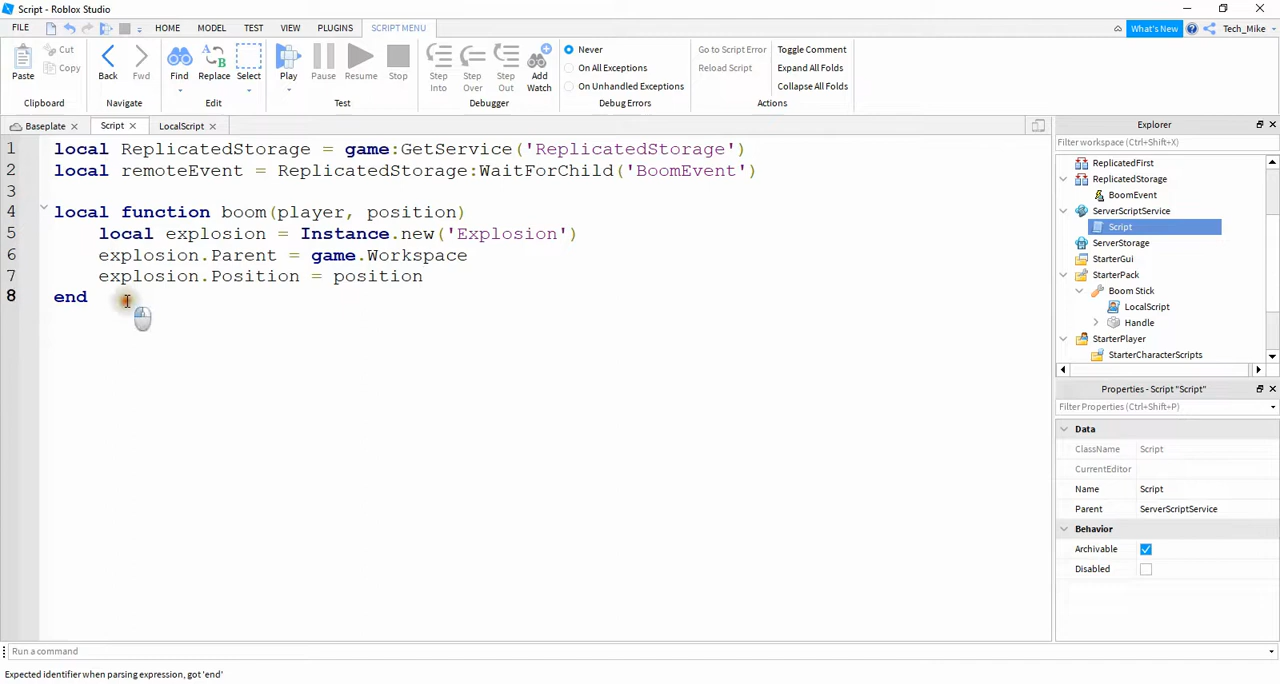 Script - Roblox Studio
FILE HOME MODEL TEST VIEW PLUGINS SCRIPT MENU What's New Tech_Mike
Paste Cut Copy Back Fwd Find Replace Select Play Pause Resume Stop Step Into Step Over Step Out Add Watch
Never
On All Exceptions
On Unhandled Exceptions
Go to Script Error
Reload Script
Toggle Comment
Expand All Folds
Collapse All Folds
Clipboard Navigate Edit Test Debugger Debug Errors Actions
Baseplate Script LocalScript
1 local ReplicatedStorage = game:GetService('ReplicatedStorage')
2 local remoteEvent = ReplicatedStorage:WaitForChild('BoomEvent')
3
4 local function boom(player, position)
5 local explosion = Instance.new('Explosion')
6 explosion.Parent = game.Workspace
7 explosion.Position = position
8 end
Explorer
Filter workspace (Ctrl+Shift+X)
ReplicatedFirst
ReplicatedStorage
BoomEvent
ServerScriptService
Script
ServerStorage
StarterGui
StarterPack
Boom Stick
LocalScript
Handle
StarterPlayer
StarterCharacterScripts
Properties - Script "Script"
Filter Properties (Ctrl+Shift+P)
Data
ClassName Script
CurrentEditor
Name Script
Parent ServerScriptService
Behavior
Archivable
Disabled
Run a command
Expected identifier when parsing expression, got 'end'